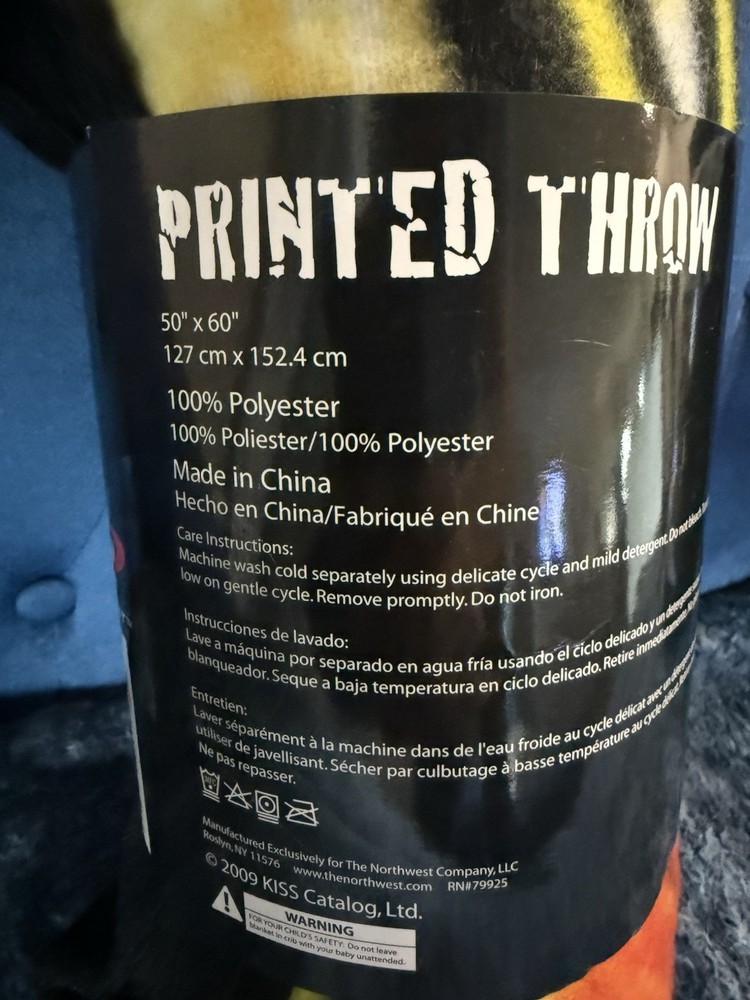 PRINTED THROW
50" x 60"
127 cm x 152.4 cm
100% Polyester
100% Poliester/100% Polyester
Made in China
Hecho en China/Fabriqué en Chine
Care Instructions:
Machine wash cold separately using delicate cycle and mild detergent. Do not bleach.
low on gentle cycle. Remove promptly. Do not iron.
Instrucciones de lavado:
Lave a máquina por separado en agua fría usando el ciclo delicado y un detergente
blanqueador. Seque a baja temperatura en ciclo delicado. Retire inmediatamente.
Entretien:
Laver séparément à la machine dans de l'eau froide au cycle délicat avec un
utiliser de javellisant. Sécher par culbutage à basse température au cycle délicat.
Ne pas repasser.
Manufactured Exclusively for The Northwest Company, LLC
Roslyn, NY 11576 www.thenorthwest.com RN#79925
© 2009 KISS Catalog, Ltd.
WARNING
FOR YOUR CHILD'S SAFETY: Do not leave
blanket in crib with your baby unattended.